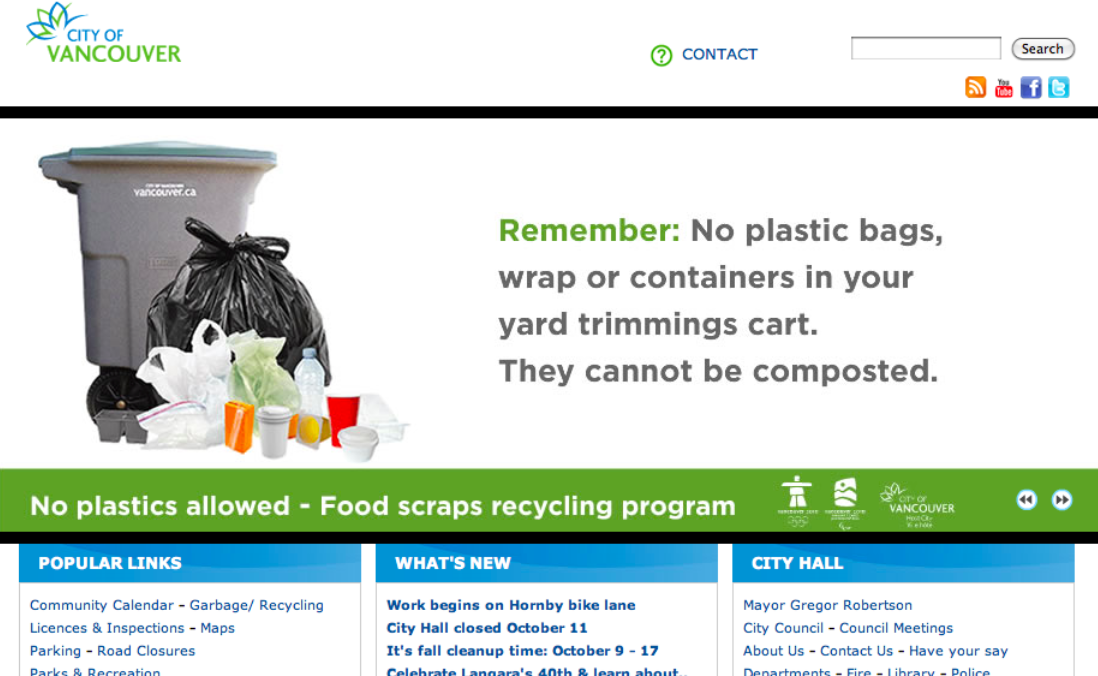 CITY OF
VANCOUVER
CONTACT
Search
You
Tube
vancouver.ca
Remember: No plastic bags,
wrap or containers in your
yard trimmings cart.
They cannot be composted.
No plastics allowed - Food scraps recycling program
CITY OF
VANCOUVER
Host City
POPULAR LINKS
Community Calendar - Garbage/ Recycling
Licences & Inspections - Maps
Parking - Road Closures
Parks & Recreation
WHAT'S NEW
Work begins on Hornby bike lane
City Hall closed October 11
It's fall cleanup time: October 9 - 17
Celebrate Langara's 40th & learn about..
CITY HALL
Mayor Gregor Robertson
City Council - Council Meetings
About Us - Contact Us - Have your say
Departments - Fire - Library - Police